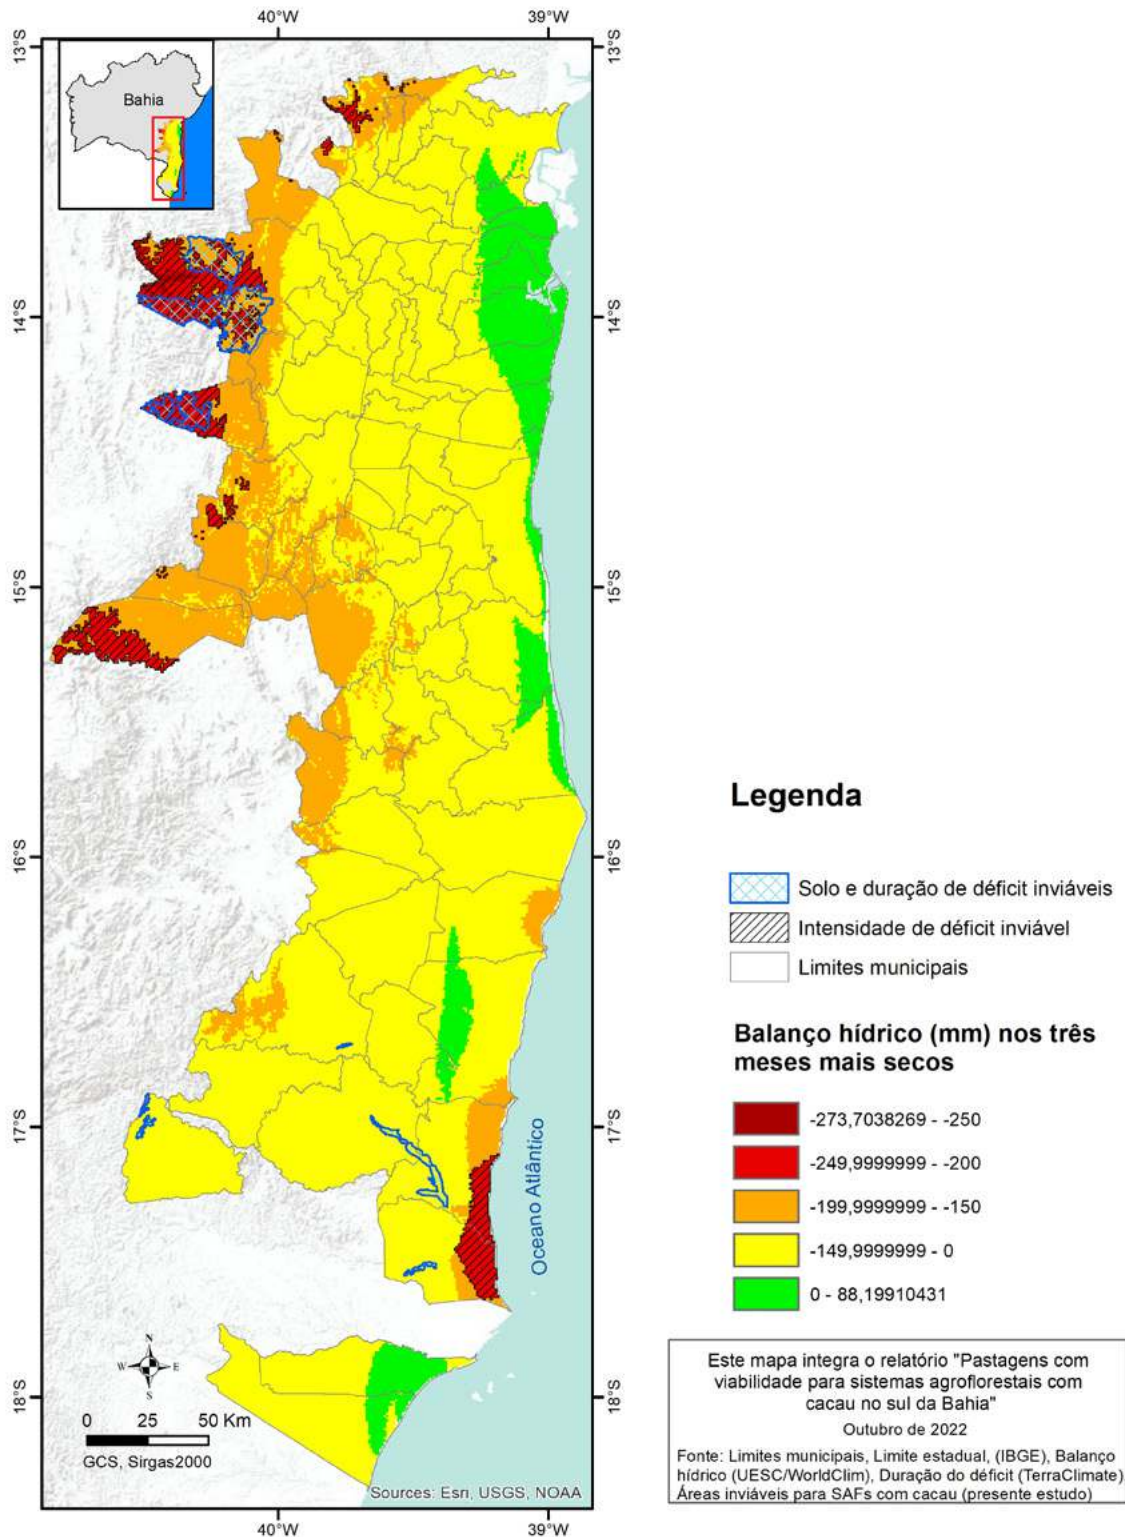 40°W
39°W
13°S
13°S
Bahia
14°S
14°S
15°S
15°S
16°S
16°S
17°S
17°S
Oceano Atlântico
18°S
18°S
N
W
E
S
0 25 50 Km
GCS, Sirgas2000
Sources: Esri, USGS, NOAA
40°W
39°W
Legenda
Solo e duração de déficit inviáveis
Intensidade de déficit inviável
Limites municipais
Balanço hídrico (mm) nos três
meses mais secos
-273,7038269 - -250
-249,9999999 - -200
-199,9999999 - -150
-149,9999999 - 0
0 - 88,19910431
Este mapa integra o relatório "Pastagens com
viabilidade para sistemas agroflorestais com
cacau no sul da Bahia"
Outubro de 2022
Fonte: Limites municipais, Limite estadual, (IBGE), Balanço
hídrico (UESC/WorldClim), Duração do déficit (TerraClimate),
Áreas inviáveis para SAFs com cacau (presente estudo)